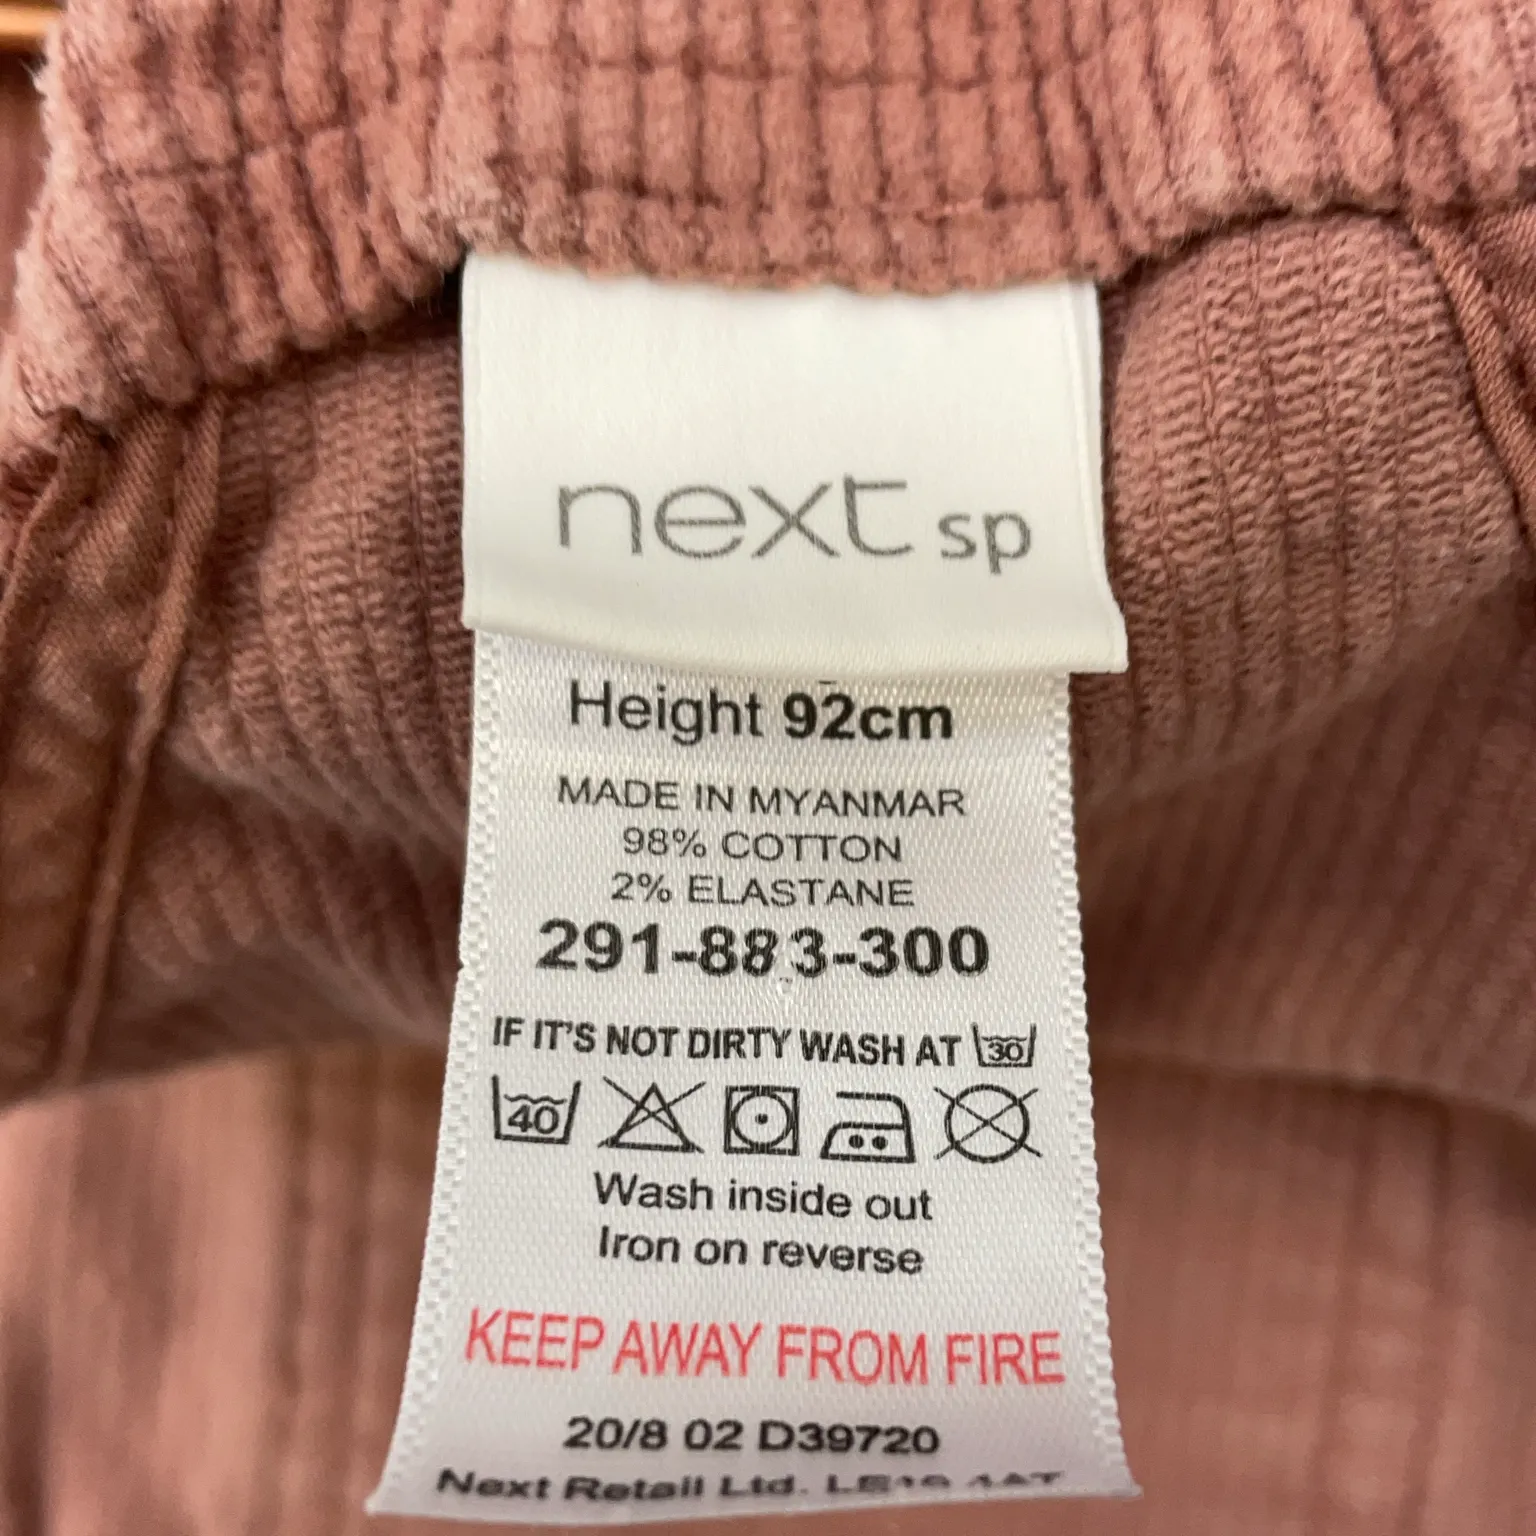 next sp
Height 92cm
MADE IN MYANMAR
98% COTTON
2% ELASTANE
291-883-300
IF IT'S NOT DIRTY WASH AT 30
40
Wash inside out
Iron on reverse
KEEP AWAY FROM FIRE
20/8 02 D39720
Next Retail Ltd.